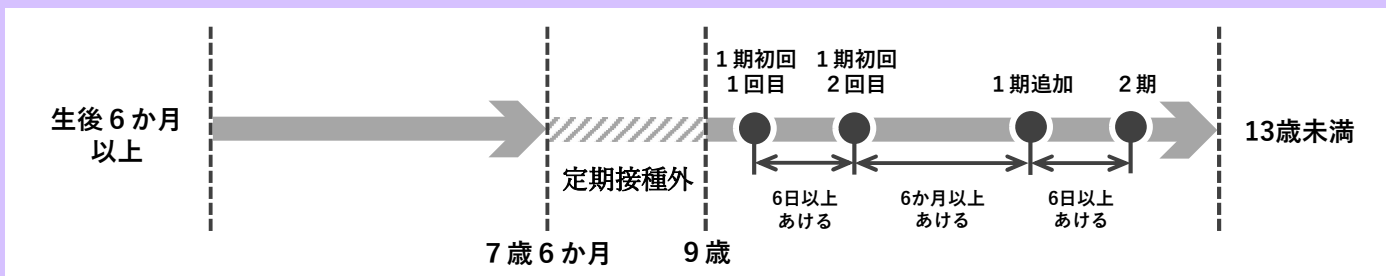 生後６か月
以上
７歳６か月
定期接種外
９歳
１期初回
１回目
１期初回
２回目
１期追加
２期
6日以上
あける
6か月以上
あける
6日以上
あける
13歳未満